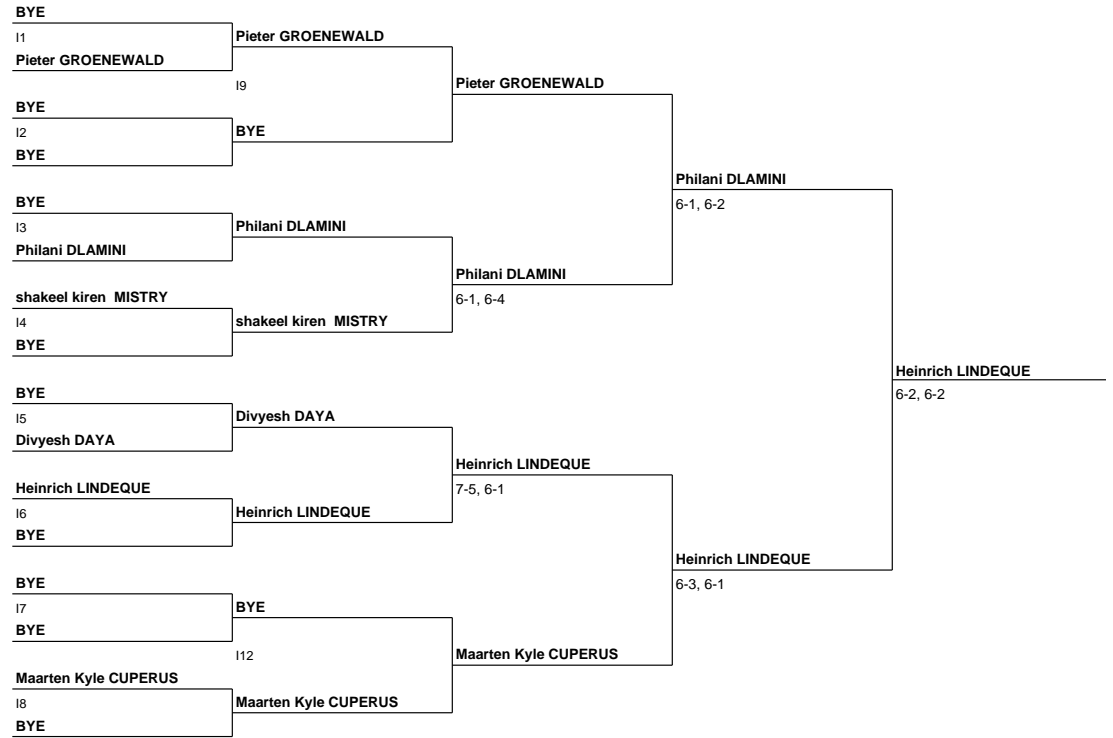 BYE
I1
Pieter GROENEWALD
BYE
I2
BYE
BYE
I3
Philani DLAMINI
shakeel kiren  MISTRY
I4
BYE
BYE
I5
Divyesh DAYA
Heinrich LINDEQUE
I6
BYE
BYE
I7
BYE
Maarten Kyle CUPERUS
I8
BYE
Pieter GROENEWALD
I9
BYE
Philani DLAMINI
shakeel kiren  MISTRY
Divyesh DAYA
Heinrich LINDEQUE
BYE
I12
Maarten Kyle CUPERUS
Pieter GROENEWALD
Philani DLAMINI
6-1, 6-4
Heinrich LINDEQUE
7-5, 6-1
Maarten Kyle CUPERUS
Philani DLAMINI
6-1, 6-2
Heinrich LINDEQUE
6-3, 6-1
Heinrich LINDEQUE
6-2, 6-2